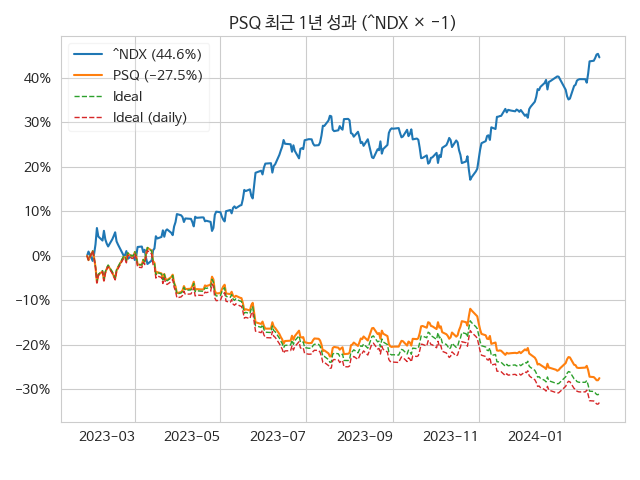 PSQ 최근 1년 성과 (^NDX × −1)
^NDX (44.6%)
PSQ (−27.5%)
Ideal
Ideal (daily)
40%
30%
20%
10%
0%
−10%
−20%
−30%
2023−03
2023−05
2023−07
2023−09
2023−11
2024−01